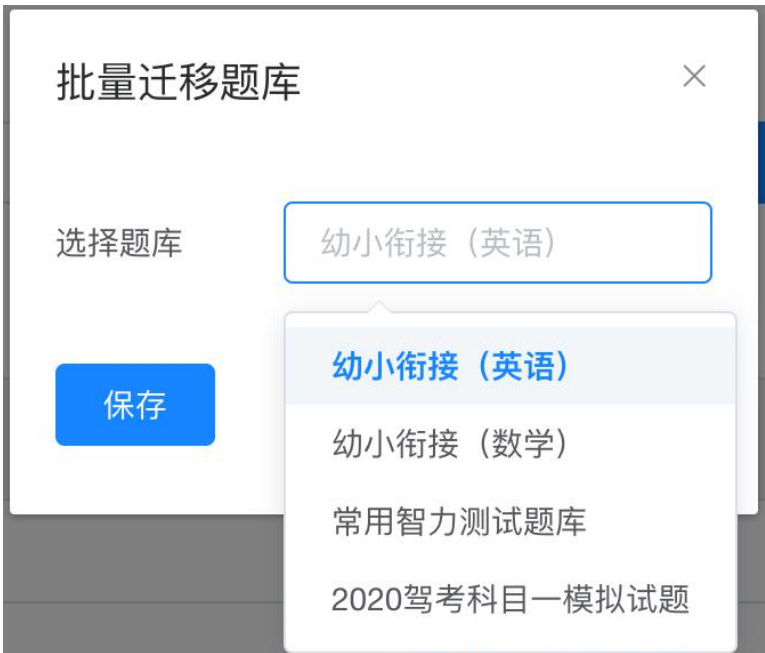 批量迁移题库
选择题库
幼小衔接（英语）
幼小衔接（英语）
保存
幼小衔接（数学）
常用智力测试题库
2020驾考科目一模拟试题